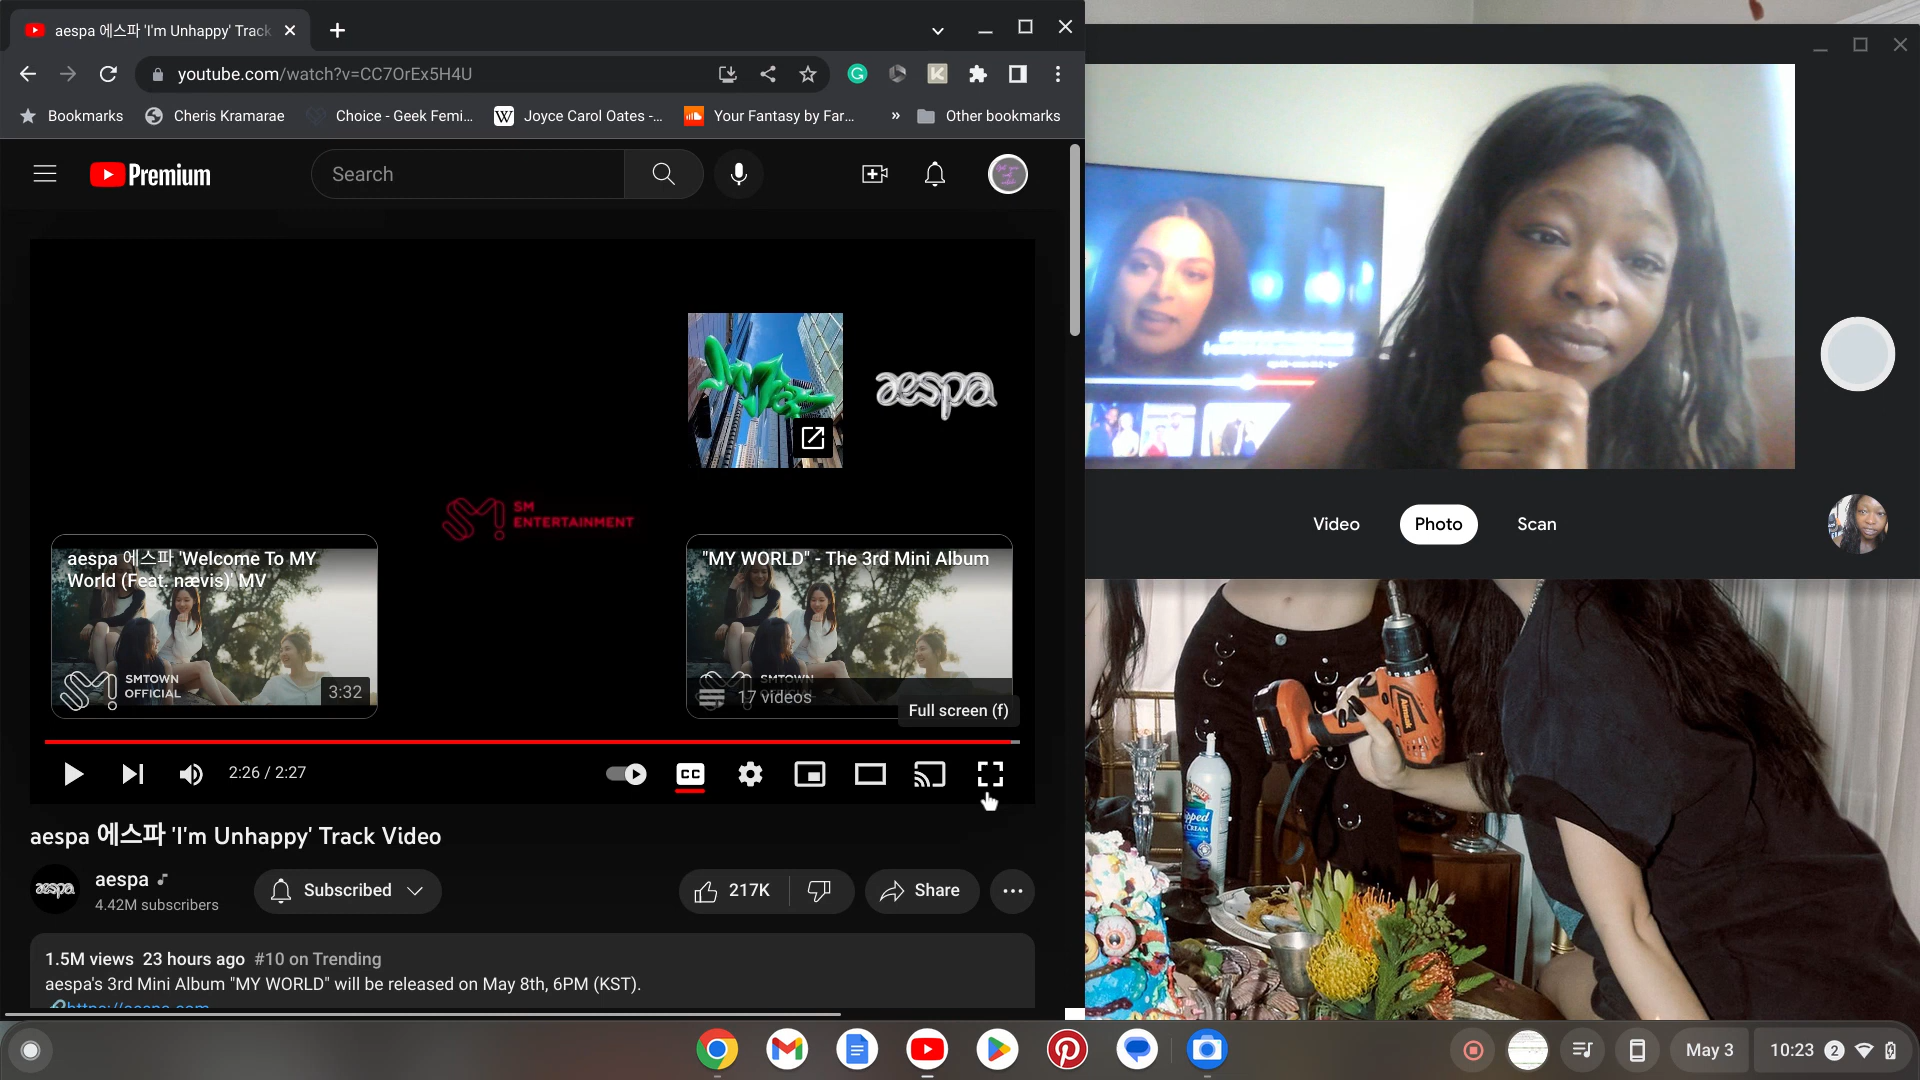 aespa 에스파 'I'm Unhappy' Track
youtube.com/watch?v=CC7OrEx5H4U
Bookmarks
Cheris Kramarae
Choice - Geek Femi...
Joyce Carol Oates -...
Your Fantasy by Far...
»
Other bookmarks
Premium
Search
aespa
SM
ENTERTAINMENT
aespa 에스파 'Welcome To MY
World (Feat. nævis)' MV
SMTOWN
OFFICIAL
3:32
"MY WORLD" - The 3rd Mini Album
SMTOWN
17 videos
Full screen (f)
2:26 / 2:27
CC
aespa 에스파 'I'm Unhappy' Track Video
aespa
aespa
4.42M subscribers
Subscribed
217K
Share
1.5M views 23 hours ago #10 on Trending
aespa's 3rd Mini Album "MY WORLD" will be released on May 8th, 6PM (KST).
https://aespa.com
Video
Photo
Scan
May 3
10:23
2